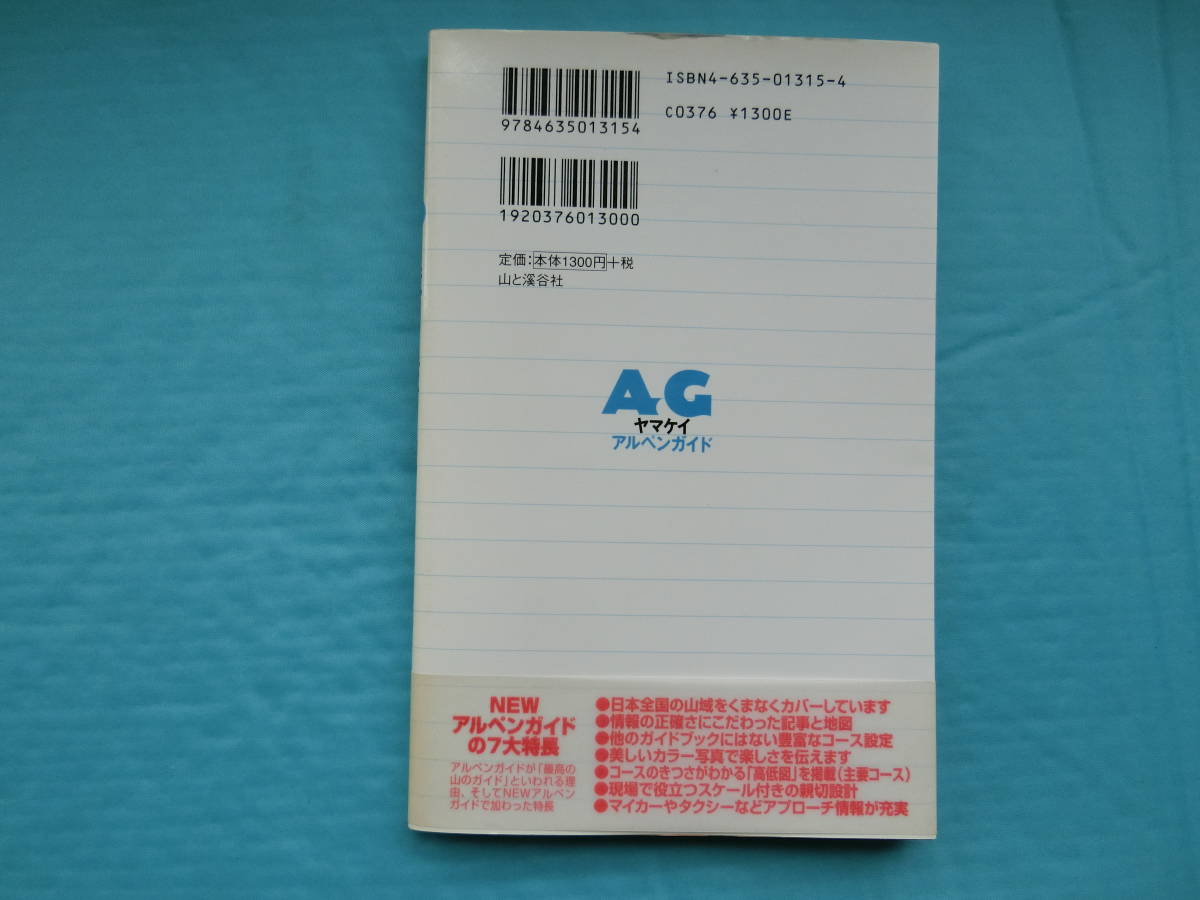 ISBN4-635-01315-4
C0376 ¥1300E
9784635013154
1920376013000
定価：本体1300円＋税
山と溪谷社
AG
ヤマケイ
アルペンガイド
NEW
アルペンガイド
の7大特長
アルペンガイドが「最高の
山のガイド」といわれる理
由、そしてNEWアルペン
ガイドで加わった特長
●日本全国の山域をくまなくカバーしています
●情報の正確さにこだわった記事と地図
●他のガイドブックにはない豊富なコース設定
●美しいカラー写真で楽しさを伝えます
●コースのきつさがわかる「高低図」を掲載（主要コース）
●現場で役立つスケール付きの親切設計
●マイカーやタクシーなどアプローチ情報が充実